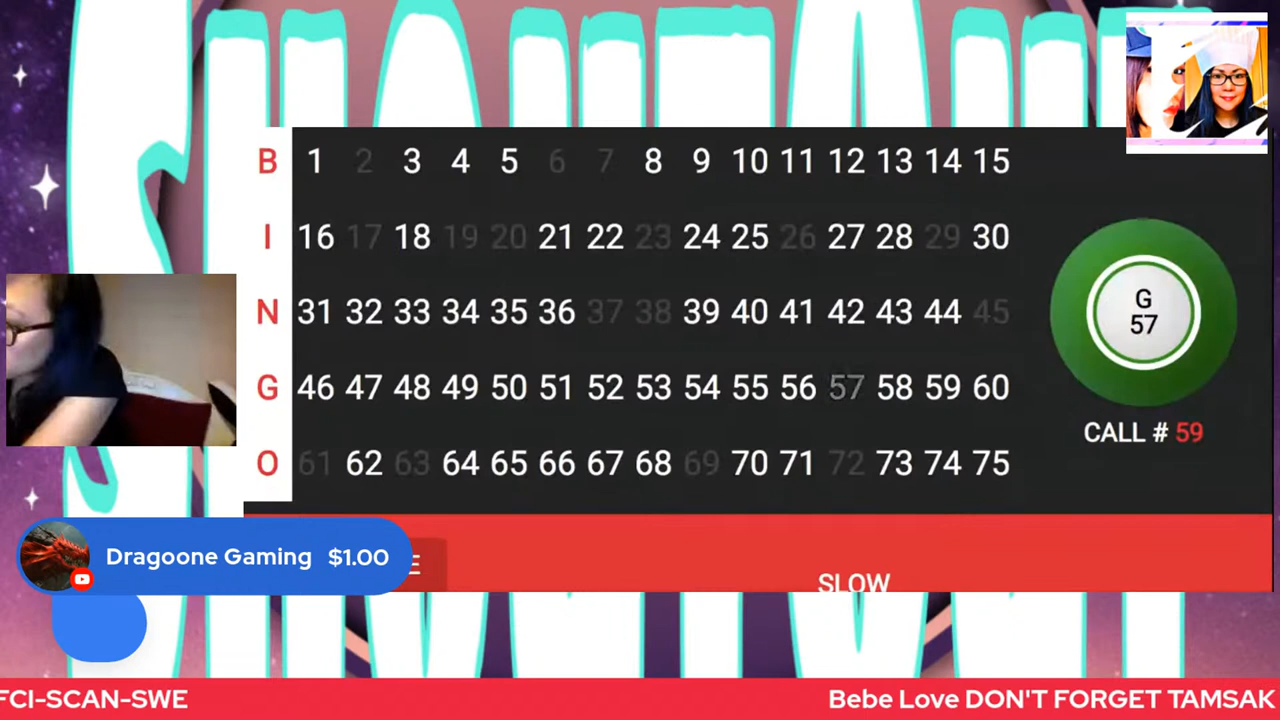 B 1 2 3 4 5 6 7 8 9 10 11 12 13 14 15
I 16 17 18 19 20 21 22 23 24 25 26 27 28 29 30
N 31 32 33 34 35 36 37 38 39 40 41 42 43 44 45
G 46 47 48 49 50 51 52 53 54 55 56 57 58 59 60
O 61 62 63 64 65 66 67 68 69 70 71 72 73 74 75
G
57
CALL # 59
Dragoone Gaming $1.00
E
SLOW
FCI-SCAN-SWE
Bebe Love DON'T FORGET TAMSAK